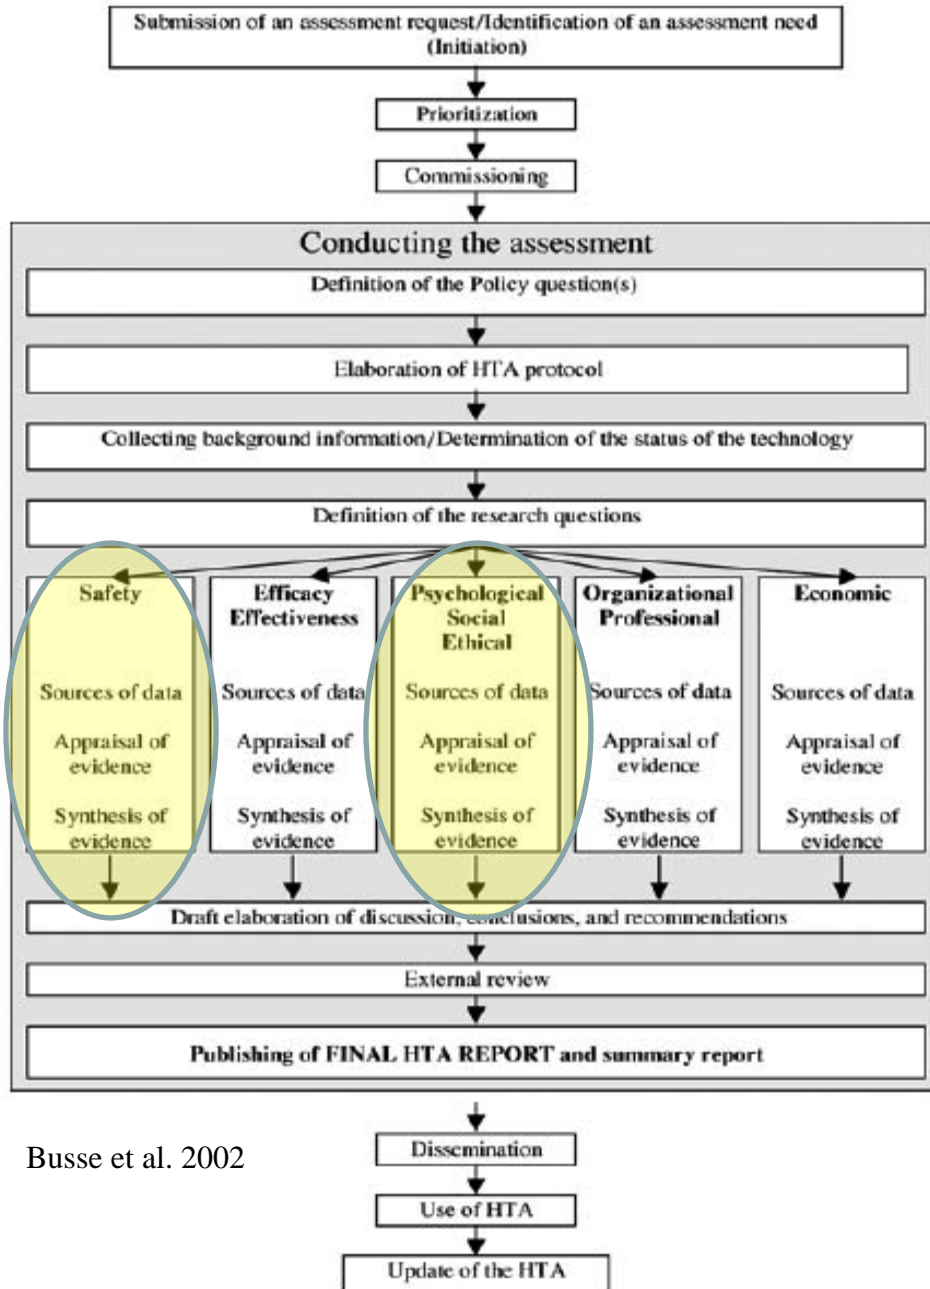 Submission of an assessment request/Identification of an assessment need
(Initiation)
Prioritization
Commissioning
Conducting the assessment
Definition of the Policy question(s)
Elaboration of HTA protocol
Collecting background information/Determination of the status of the technology
Definition of the research questions
Safety
Sources of data
Appraisal of
evidence
Synthesis of
evidence
Efficacy
Effectiveness
Sources of data
Appraisal of
evidence
Synthesis of
evidence
Psychological
Social
Ethical
Sources of data
Appraisal of
evidence
Synthesis of
evidence
Organizational
Professional
Sources of data
Appraisal of
evidence
Synthesis of
evidence
Economic
Sources of data
Appraisal of
evidence
Synthesis of
evidence
Draft elaboration of discussion, conclusions, and recommendations
External review
Publishing of FINAL HTA REPORT and summary report
Busse et al. 2002
Dissemination
Use of HTA
Update of the HTA